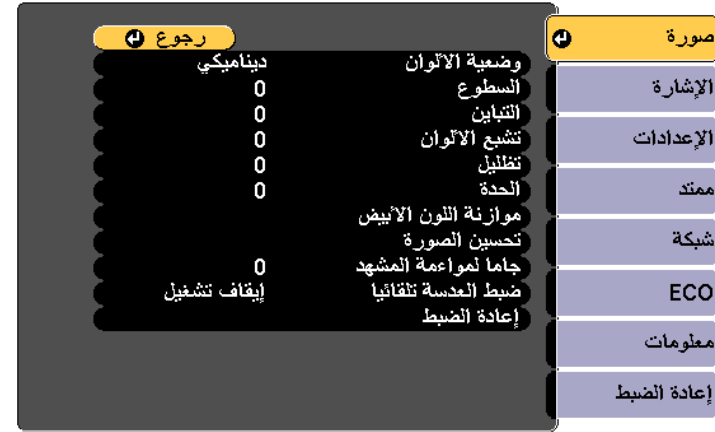 صورة
الإشارة
الإعدادات
ممتد
شبكة
ECO
معلومات
إعادة الضبط
رجوع
وضعية الألوان ديناميكي
السطوع 0
التباين 0
تشبع الألوان 0
تظليل 0
الحدة 0
موازنة اللون الأبيض
تحسين الصورة
جاما لمواءمة المشهد 0
ضبط العدسة تلقائيا إيقاف تشغيل
إعادة الضبط